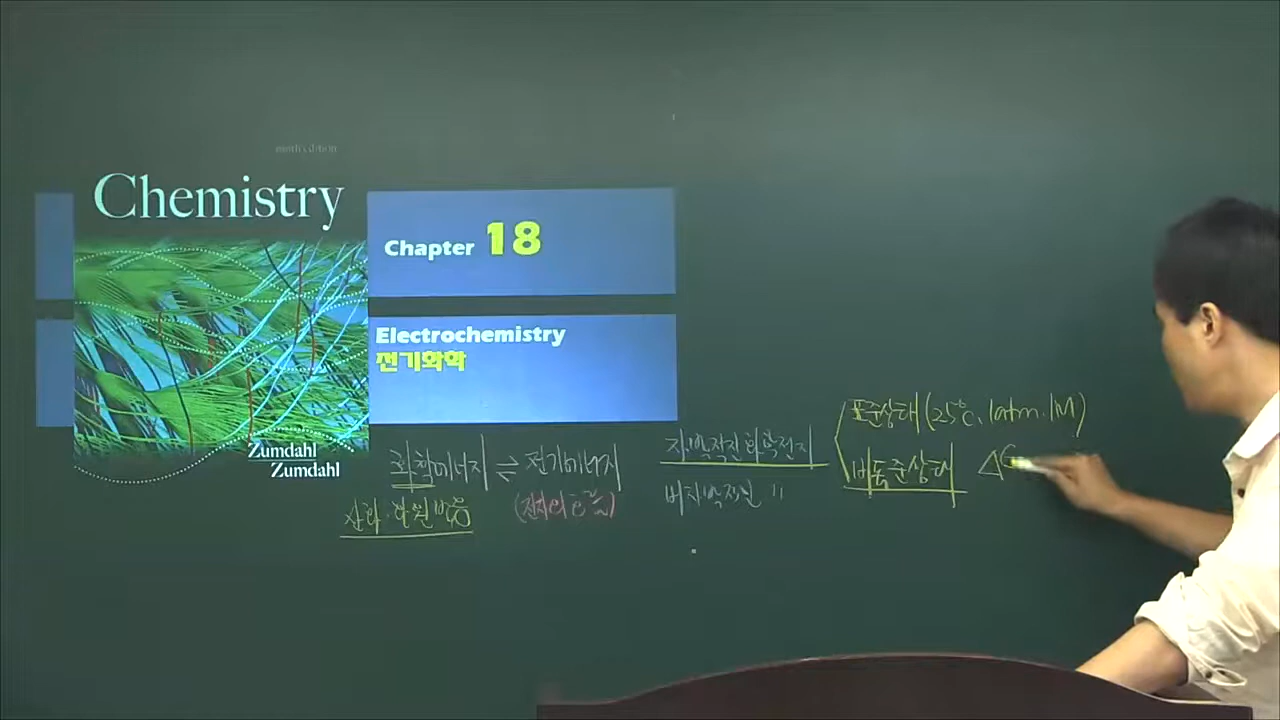 ninth edition
Chemistry
Chapter 18
Electrochemistry
전기화학
Zumdahl
Zumdahl
화학에너지 ⇌ 전기에너지
산화·환원반응
(전자의 흐름)
자발적인 화학전지
비자발적인 〃
표준상태 (25℃, 1atm, 1M)
비표준상태 ΔG